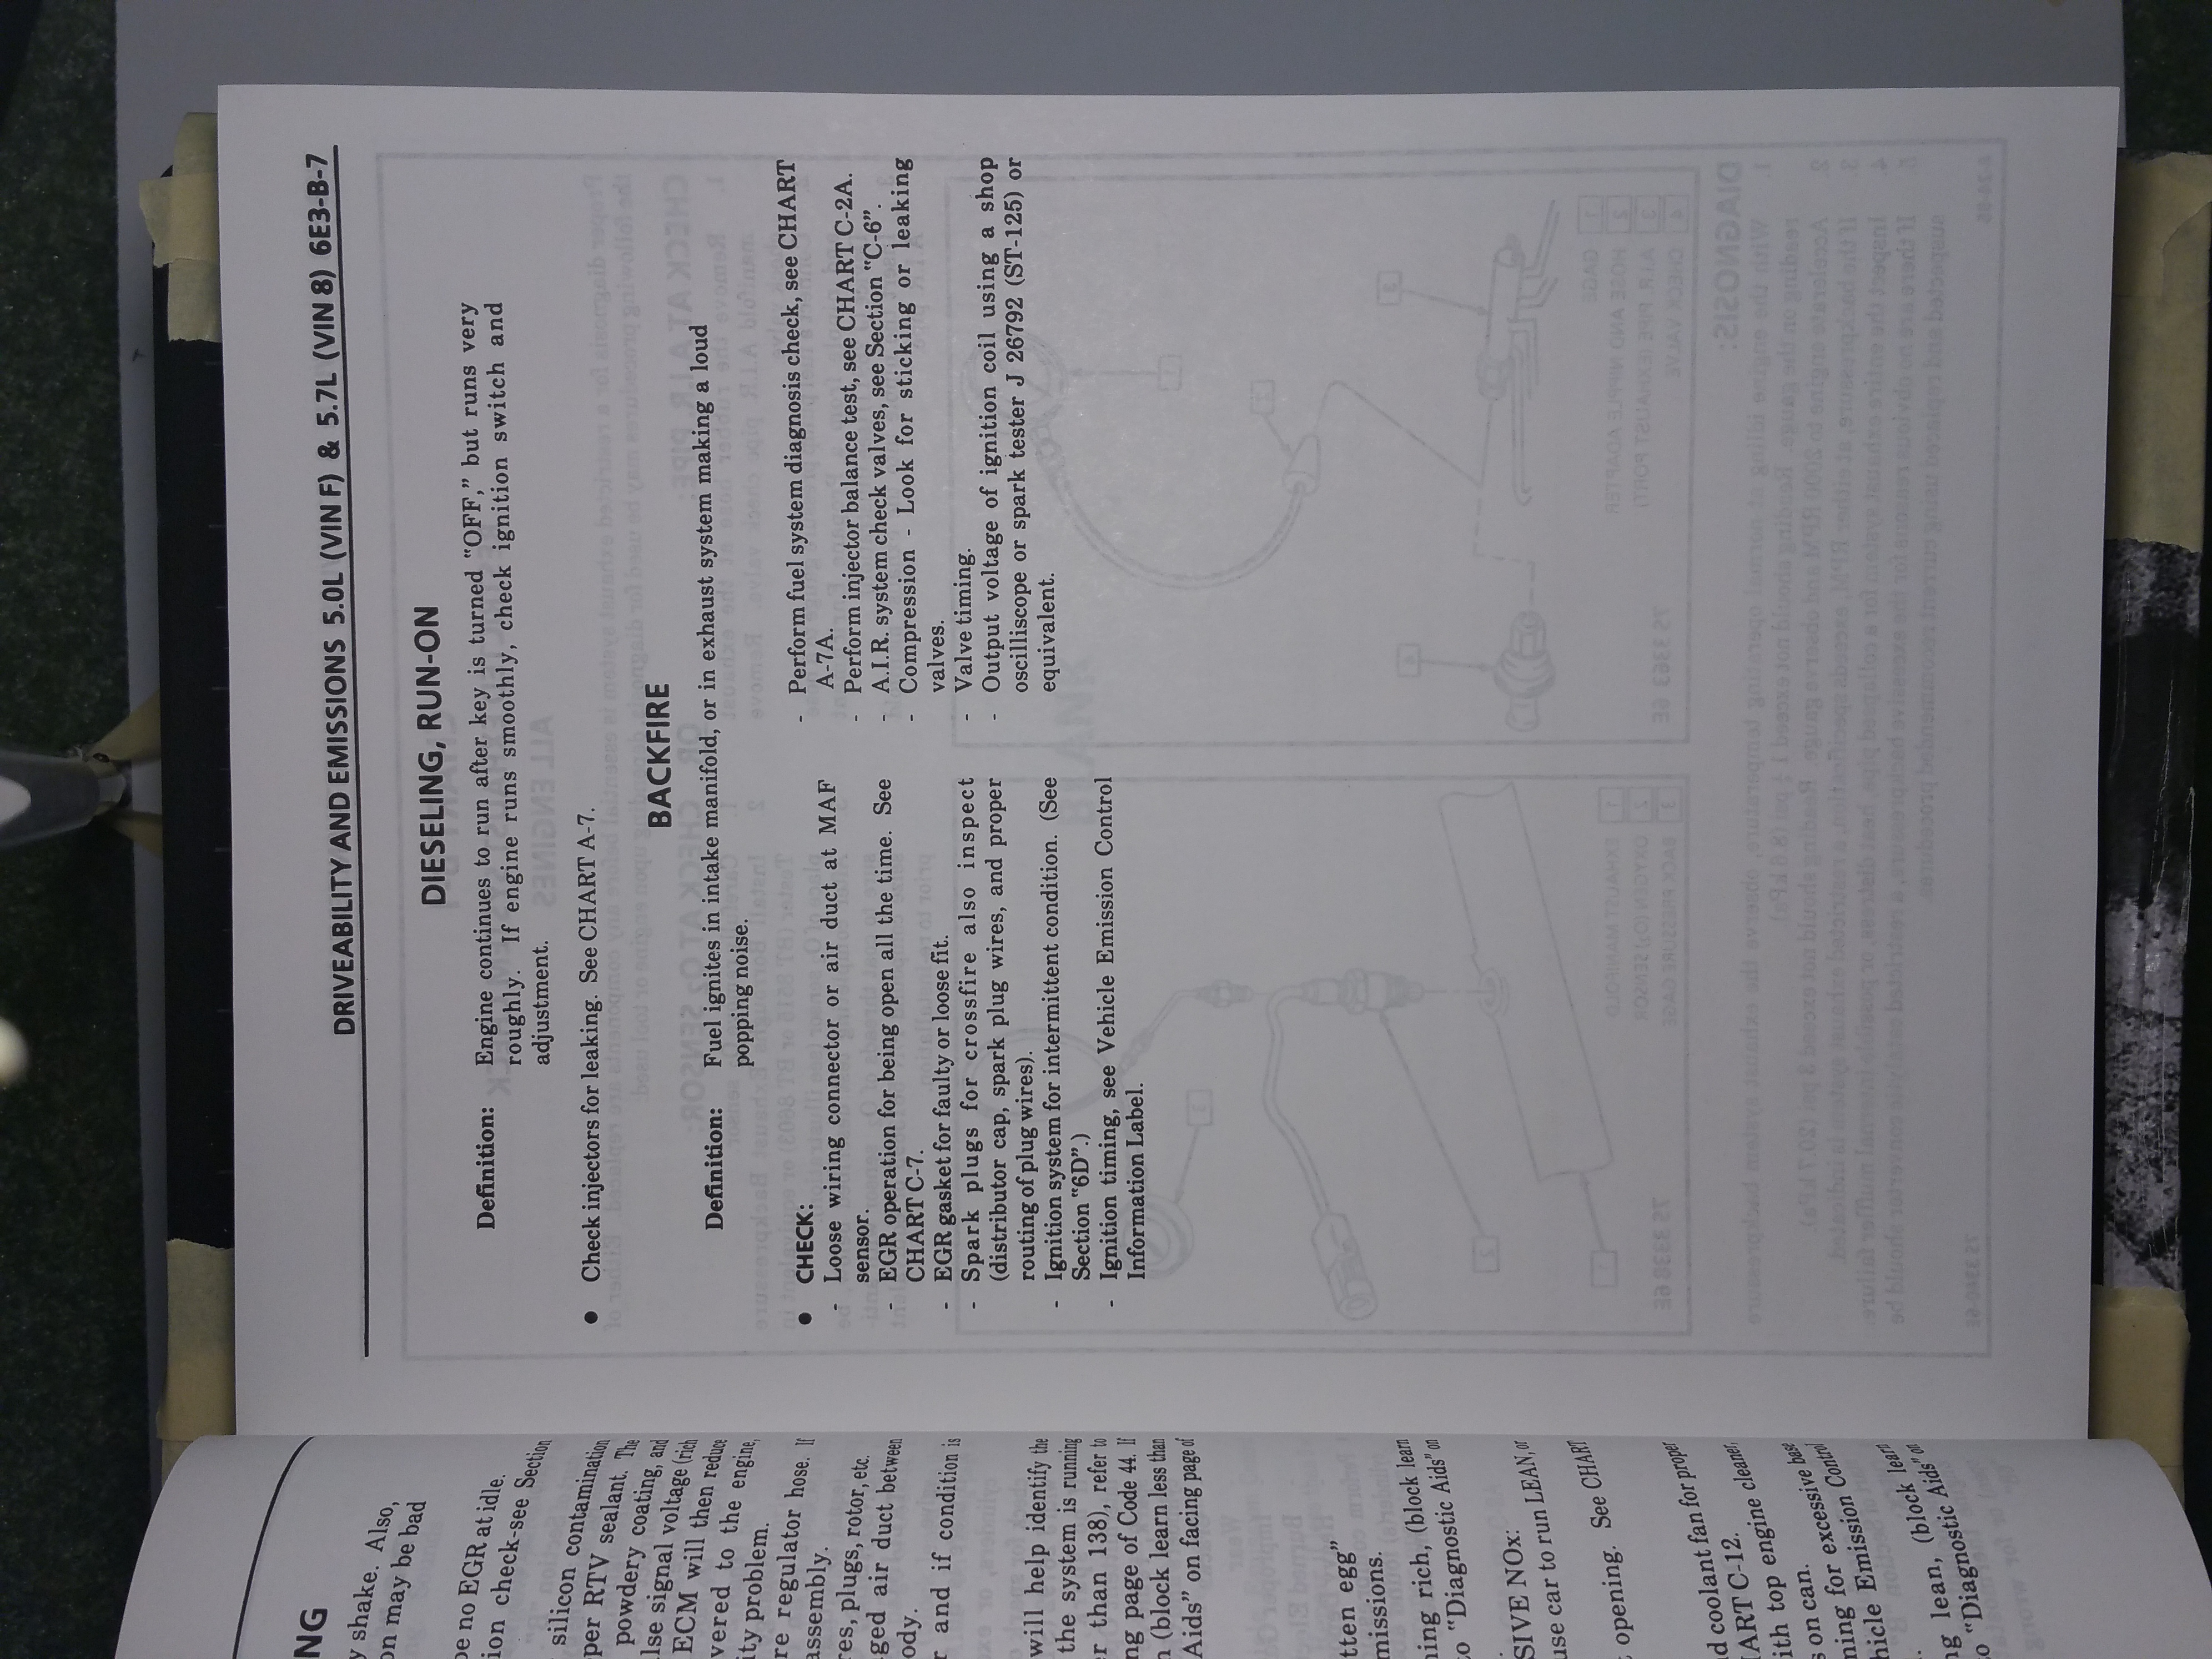 DRIVEABILITY AND EMISSIONS 5.0L (VIN F) & 5.7L (VIN 8) 6E3-B-7
DIESELING, RUN-ON
Definition: Engine continues to run after key is turned "OFF," but runs very
roughly. If engine runs smoothly, check ignition switch and
adjustment.
● Check injectors for leaking. See CHART A-7.
BACKFIRE
Definition: Fuel ignites in intake manifold, or in exhaust system making a loud
popping noise.
● CHECK:
- Loose wiring connector or air duct at MAF
sensor.
- EGR operation for being open all the time. See
CHART C-7.
- EGR gasket for faulty or loose fit.
- Spark plugs for crossfire also inspect
(distributor cap, spark plug wires, and proper
routing of plug wires).
- Ignition system for intermittent condition. (See
Section "6D".)
- Ignition timing, see Vehicle Emission Control
Information Label.
- Perform fuel system diagnosis check, see CHART
A-7A.
- Perform injector balance test, see CHART C-2A.
- A.I.R. system check valves, see Section "C-6".
- Compression - Look for sticking or leaking
valves.
- Valve timing.
- Output voltage of ignition coil using a shop
oscilliscope or spark tester J 26792 (ST-125) or
equivalent.
NG
y shake. Also,
on may be bad
be no EGR at idle.
ion check-see Section
silicon contamination
per RTV sealant. The
powdery coating, and
lse signal voltage (rich
ECM will then reduce
vered to the engine,
ity problem.
re regulator hose. If
assembly.
res, plugs, rotor, etc.
ged air duct between
ody.
r and if condition is
will help identify the
the system is running
er than 138), refer to
ng page of Code 44. If
n (block learn less than
Aids" on facing page of
tten egg"
missions.
ning rich, (block learn
to "Diagnostic Aids" on
SIVE NOx:
use car to run LEAN, or
opening. See CHART
nd coolant fan for proper
HART C-12.
ith top engine cleaner,
s on can.
ning for excessive base
hicle Emission Control
ng lean, (block learn
o "Diagnostic Aids" on